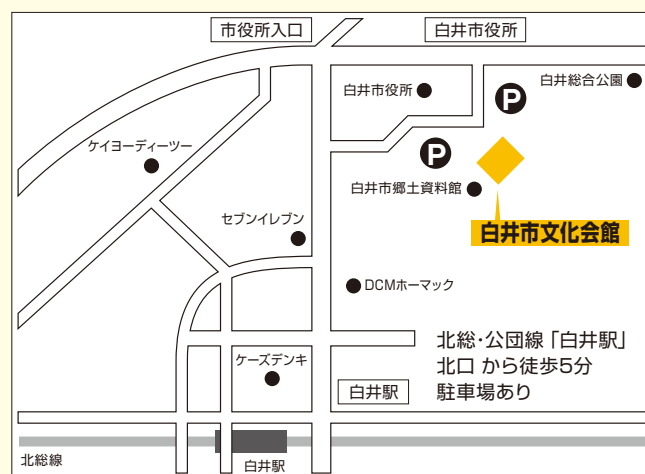 市役所入口
白井市役所
白井市役所
白井総合公園
P
P
ケイヨーディーツー
白井市郷土資料館
セブンイレブン
白井市文化会館
DCMホーマック
北総・公団線「白井駅」
北口 から徒歩5分
駐車場あり
ケーズデンキ
白井駅
北総線
白井駅